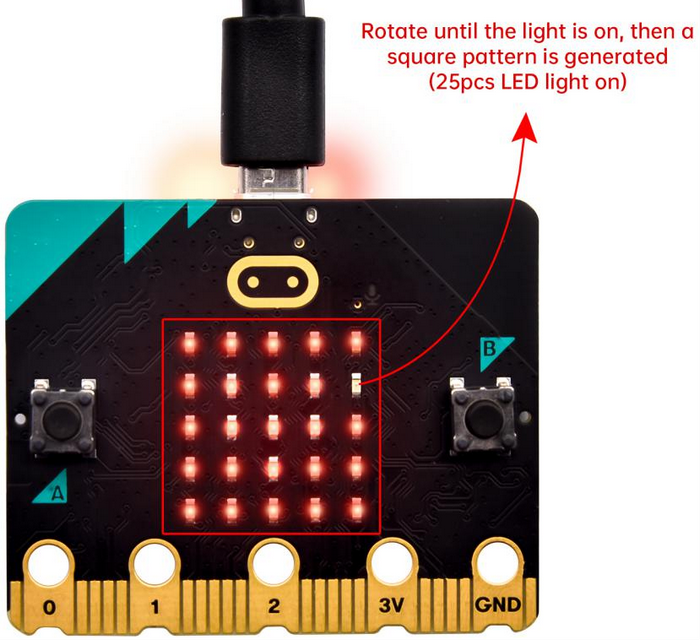 Rotate until the light is on, then a
square pattern is generated
(25pcs LED light on)
B
A
0 1 2 3V GND